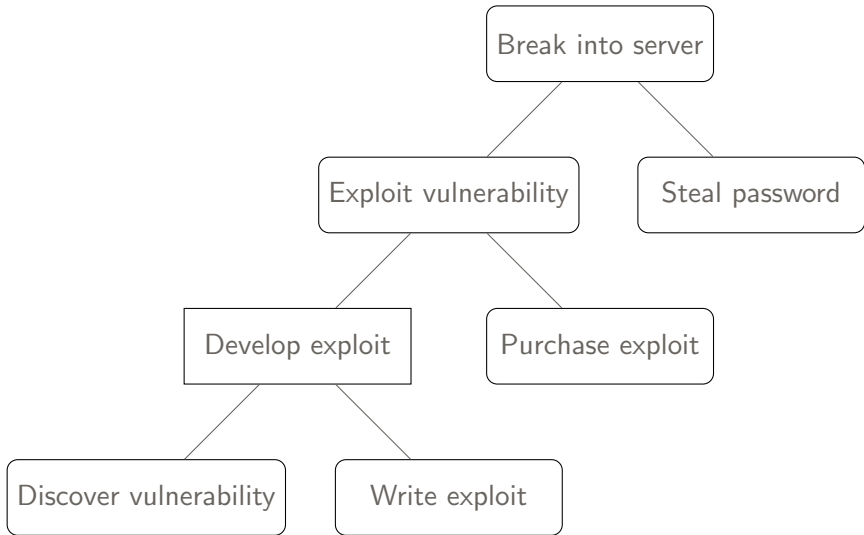 Break into server
Exploit vulnerability
Steal password
Develop exploit
Purchase exploit
Discover vulnerability
Write exploit